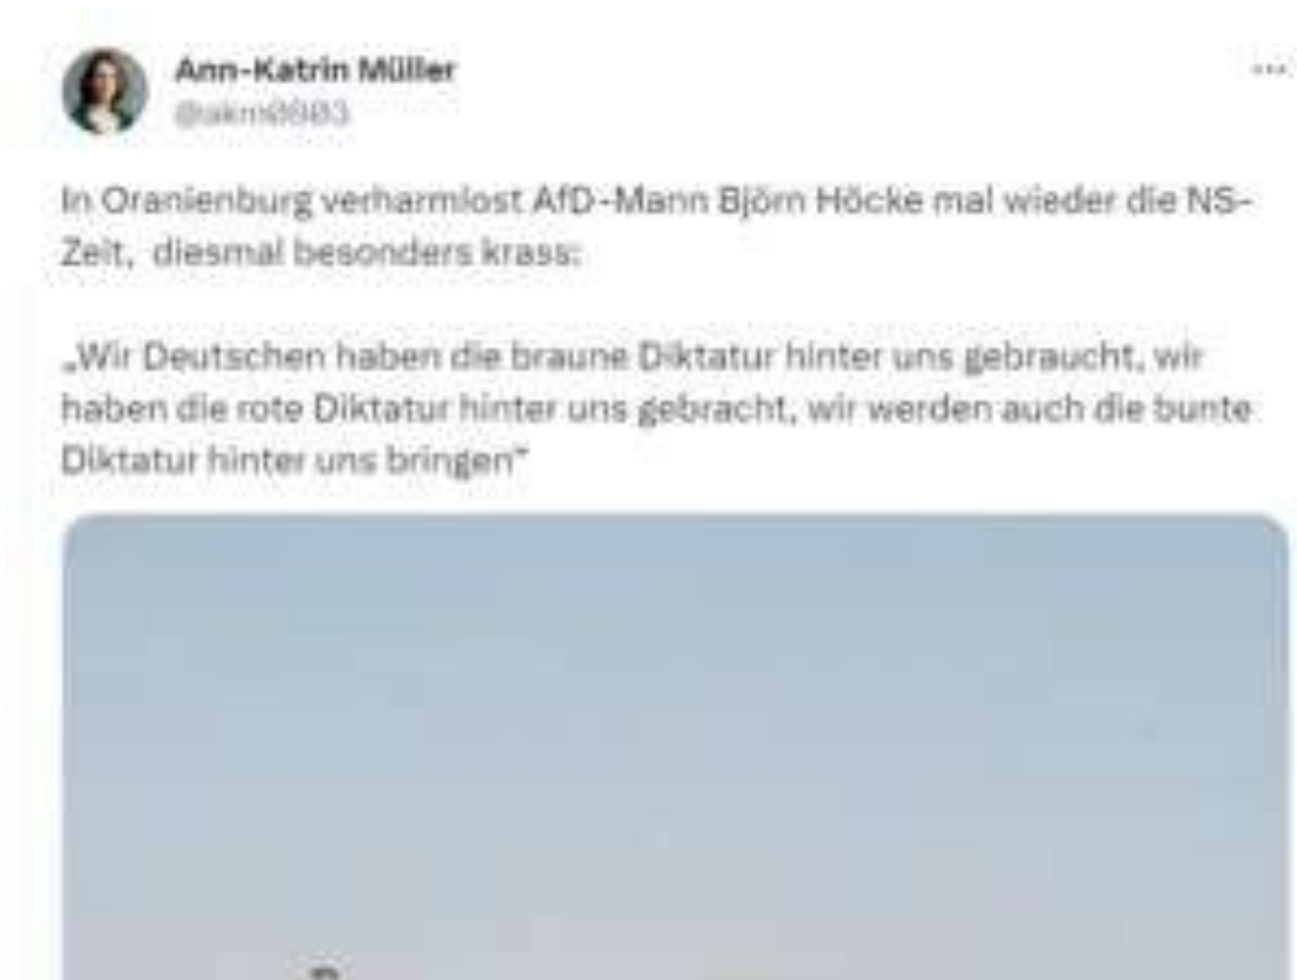 Ann-Katrin Müller
In Oranienburg verharmlost AfD-Mann Björn Höcke mal wieder die NS-
Zeit, diesmal besonders krass:
„Wir Deutschen haben die braune Diktatur hinter uns gebraucht, wir
haben die rote Diktatur hinter uns gebracht, wir werden auch die bunte
Diktatur hinter uns bringen“